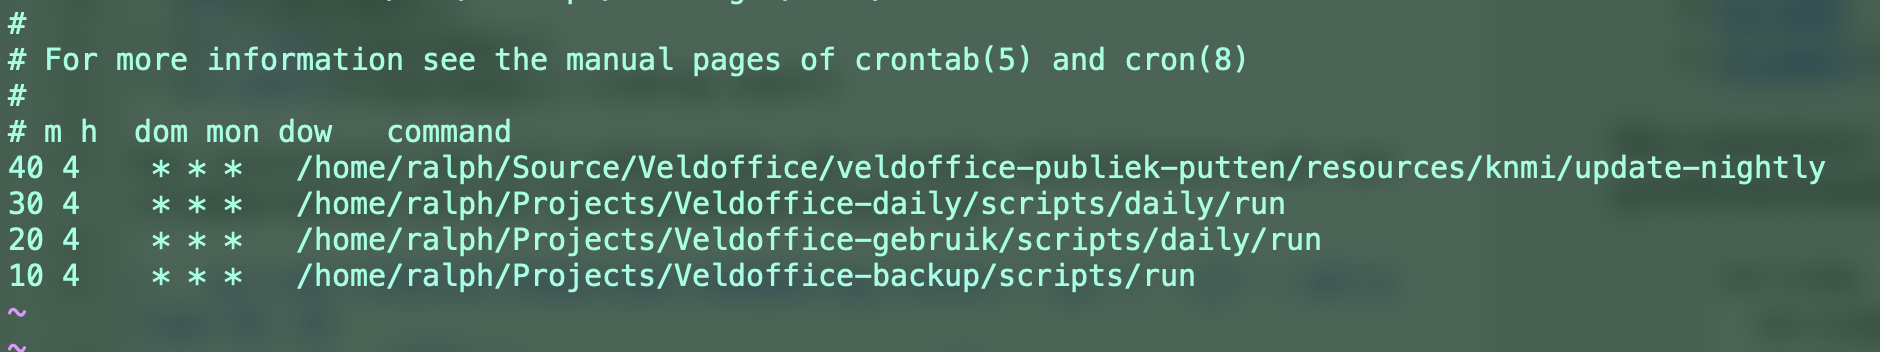 #
# For more information see the manual pages of crontab(5) and cron(8)
#
# m h  dom mon dow   command
40 4    * * *   /home/ralph/Source/Veldoffice/veldoffice-publiek-putten/resources/knmi/update-nightly
30 4    * * *   /home/ralph/Projects/Veldoffice-daily/scripts/daily/run
20 4    * * *   /home/ralph/Projects/Veldoffice-gebruik/scripts/daily/run
10 4    * * *   /home/ralph/Projects/Veldoffice-backup/scripts/run
~
~